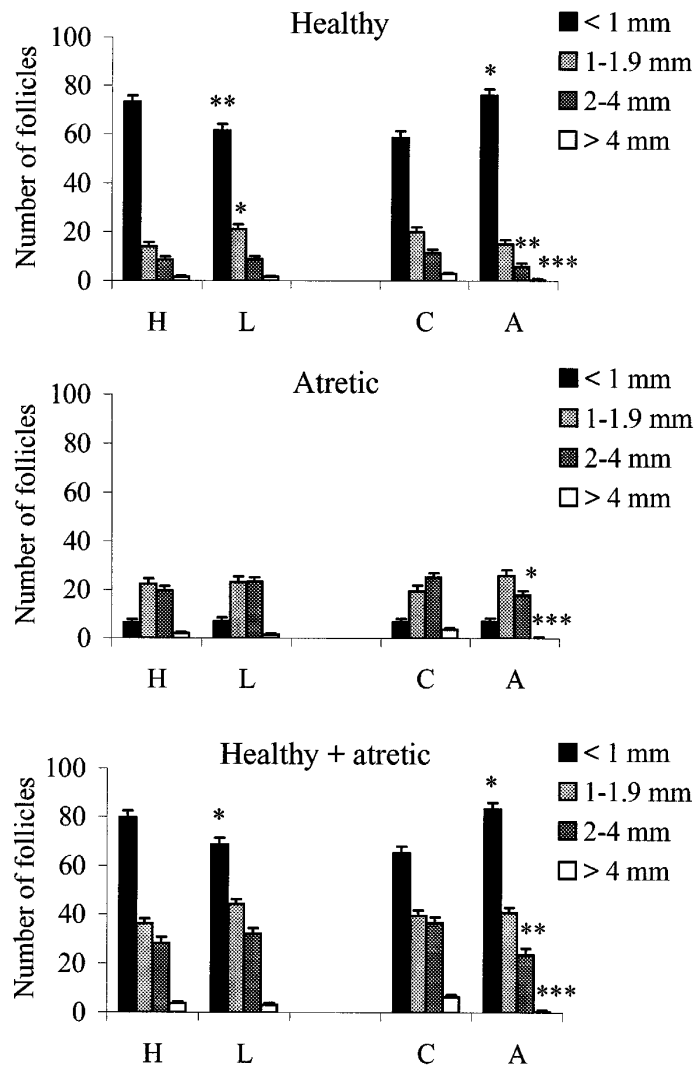 Healthy
< 1 mm
1-1.9 mm
2-4 mm
> 4 mm
Number of follicles
100
80
60
40
20
0
**
*
*
**
***
H L C A
Atretic
< 1 mm
1-1.9 mm
2-4 mm
> 4 mm
Number of follicles
100
80
60
40
20
0
*
***
H L C A
Healthy + atretic
< 1 mm
1-1.9 mm
2-4 mm
> 4 mm
Number of follicles
100
80
60
40
20
0
*
*
**
***
H L C A